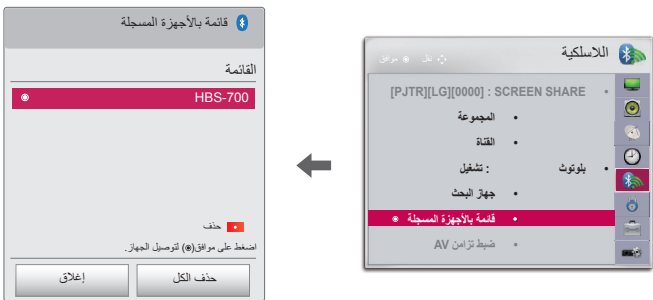 اللاسلكية
نقل ◉ موافق
[PJTR][LG][0000] : SCREEN SHARE
المجموعة
القناة
بلوتوث : تشغيل
جهاز البحث
قائمة بالأجهزة المسجلة ◉
ضبط تزامن AV
قائمة بالأجهزة المسجلة
القائمة
HBS-700 ◉
حذف
اضغط على موافق(◉) لتوصيل الجهاز.
حذف الكل
إغلاق